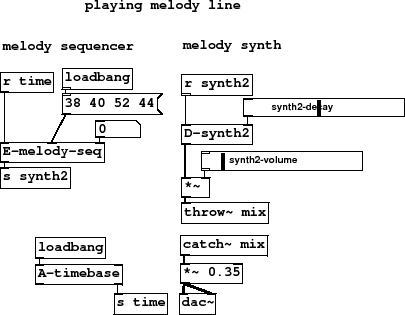 playing melody line
melody sequencer
melody synth
r time
loadbang
38 40 52 44
0
E-melody-seq
s synth2
r synth2
synth2-decay
D-synth2
synth2-volume
*~
throw~ mix
loadbang
A-timebase
s time
catch~ mix
*~ 0.35
dac~